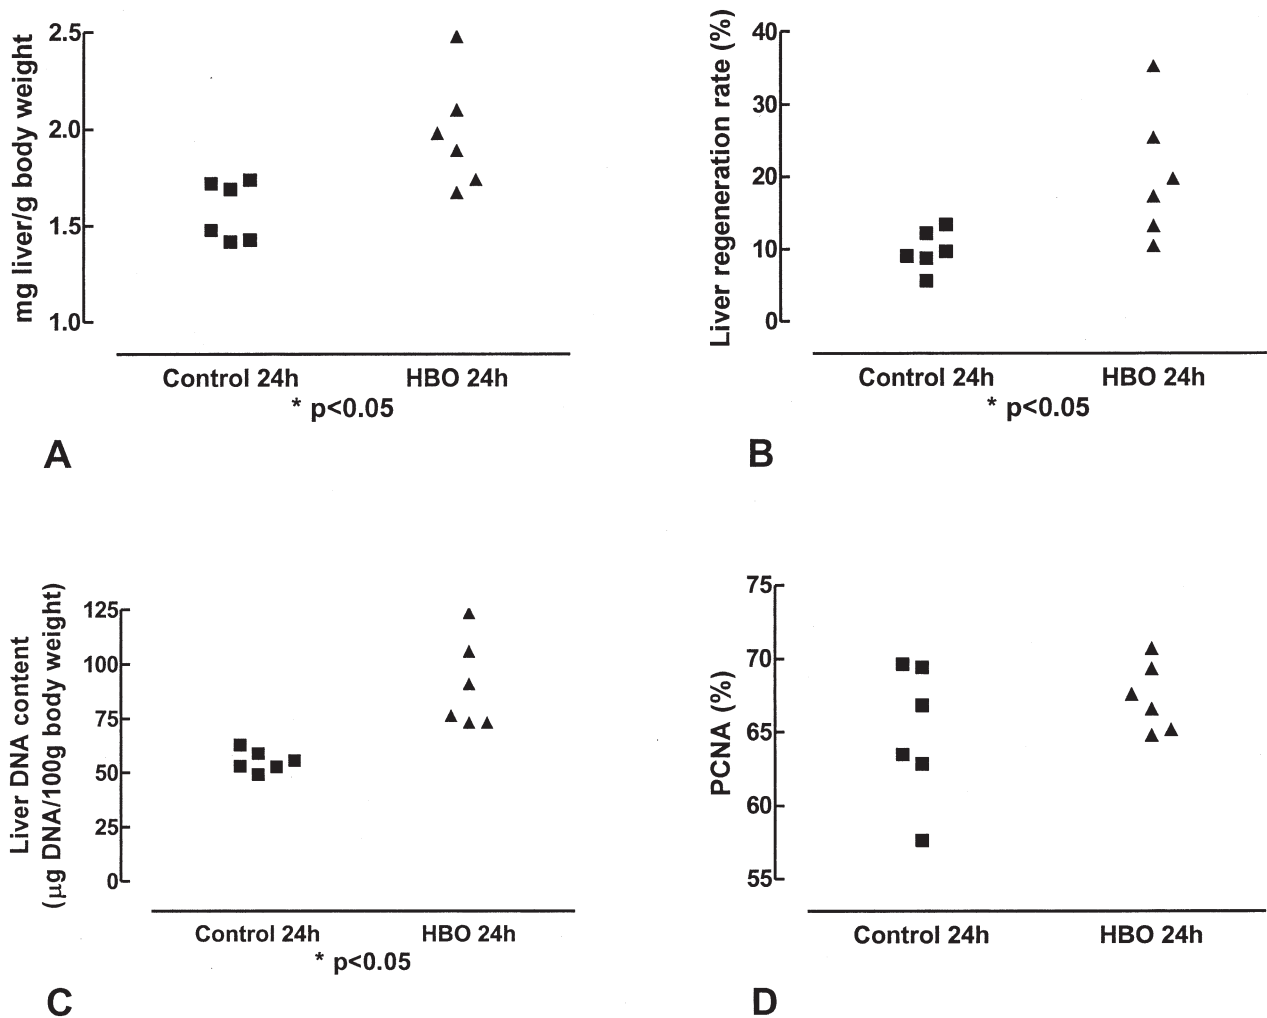 mg liver/g body weight
2.5
2.0
1.5
1.0
Control 24h HBO 24h
* p<0.05
A
Liver regeneration rate (%)
40
30
20
10
0
Control 24h HBO 24h
* p<0.05
B
Liver DNA content
(µg DNA/100g body weight)
125
100
75
50
25
0
Control 24h HBO 24h
* p<0.05
C
PCNA (%)
75
70
65
60
55
Control 24h HBO 24h
D